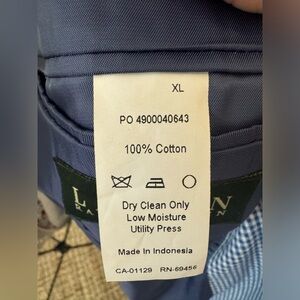 XL
PO 4900040643
100% Cotton
Dry Clean Only
Low Moisture
Utility Press
Made In Indonesia
CA-01129 RN-69456